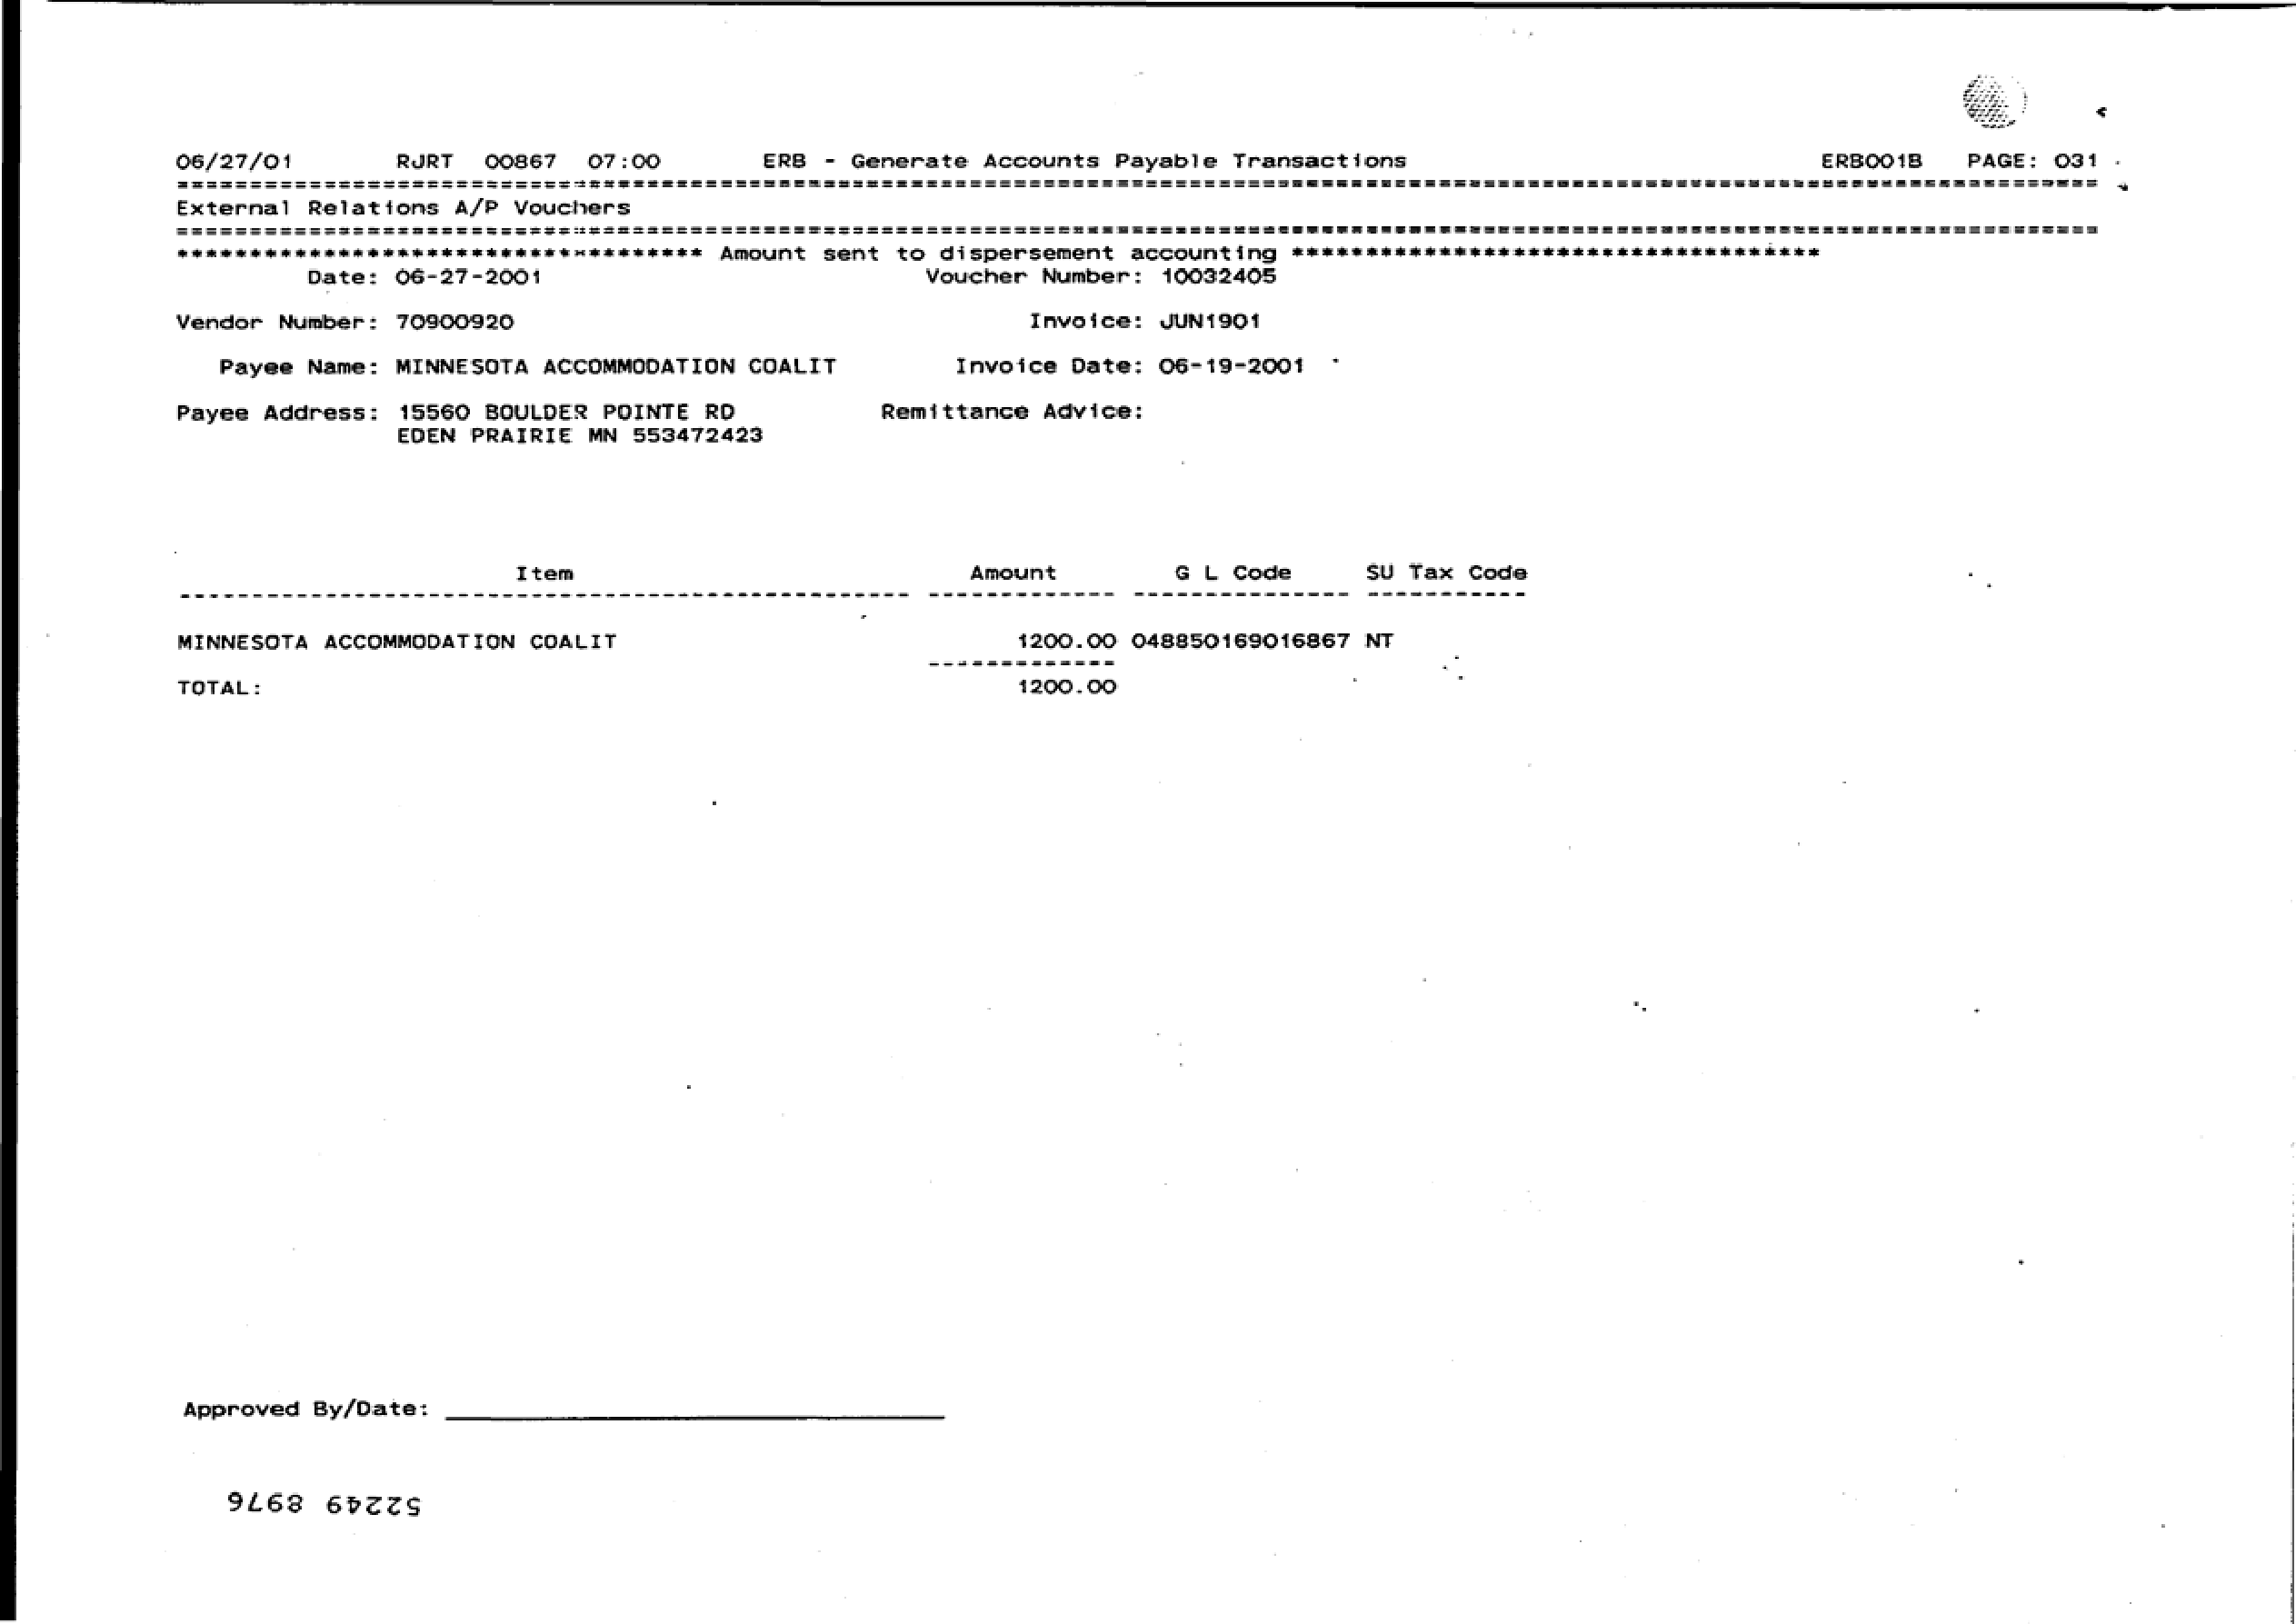 06/27/01 RJRT 00867 07:00 ERB - Generate Accounts Payable Transactions ERB001B PAGE: 031
================================================================================
External Relations A/P Vouchers
================================================================================
************************************ Amount sent to dispersement accounting ************************************
Date: 06-27-2001 Voucher Number: 10032405
Vendor Number: 70900920 Invoice: JUN1901
Payee Name: MINNESOTA ACCOMMODATION COALIT Invoice Date: 06-19-2001
Payee Address: 15560 BOULDER POINTE RD Remittance Advice:
EDEN PRAIRIE MN 553472423
Item Amount G L Code SU Tax Code
MINNESOTA ACCOMMODATION COALIT 1200.00 048850169016867 NT
TOTAL: 1200.00
Approved By/Date:
52249 8976